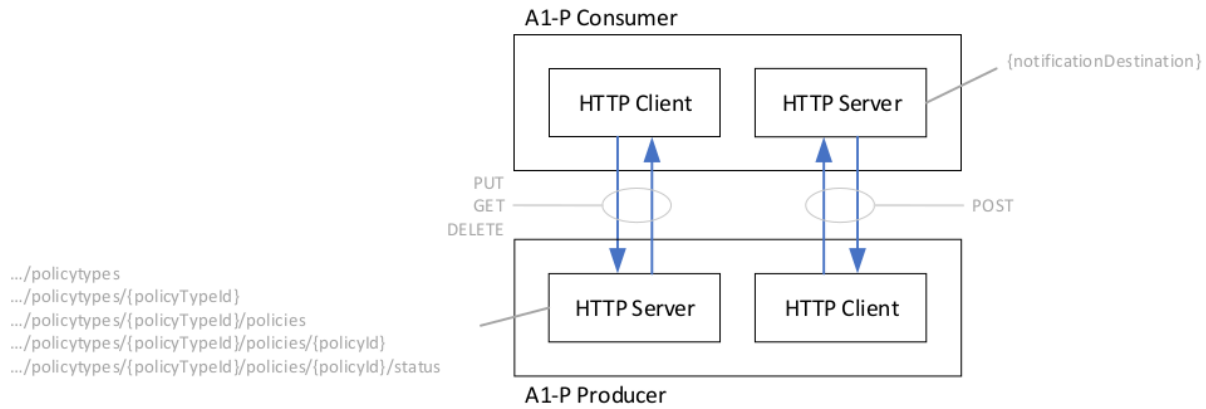 A1-P Consumer
{notificationDestination}
HTTP Client
HTTP Server
PUT
GET
DELETE
POST
.../policytypes
.../policytypes/{policyTypeId}
.../policytypes/{policyTypeId}/policies
.../policytypes/{policyTypeId}/policies/{policyId}
.../policytypes/{policyTypeId}/policies/{policyId}/status
HTTP Server
HTTP Client
A1-P Producer